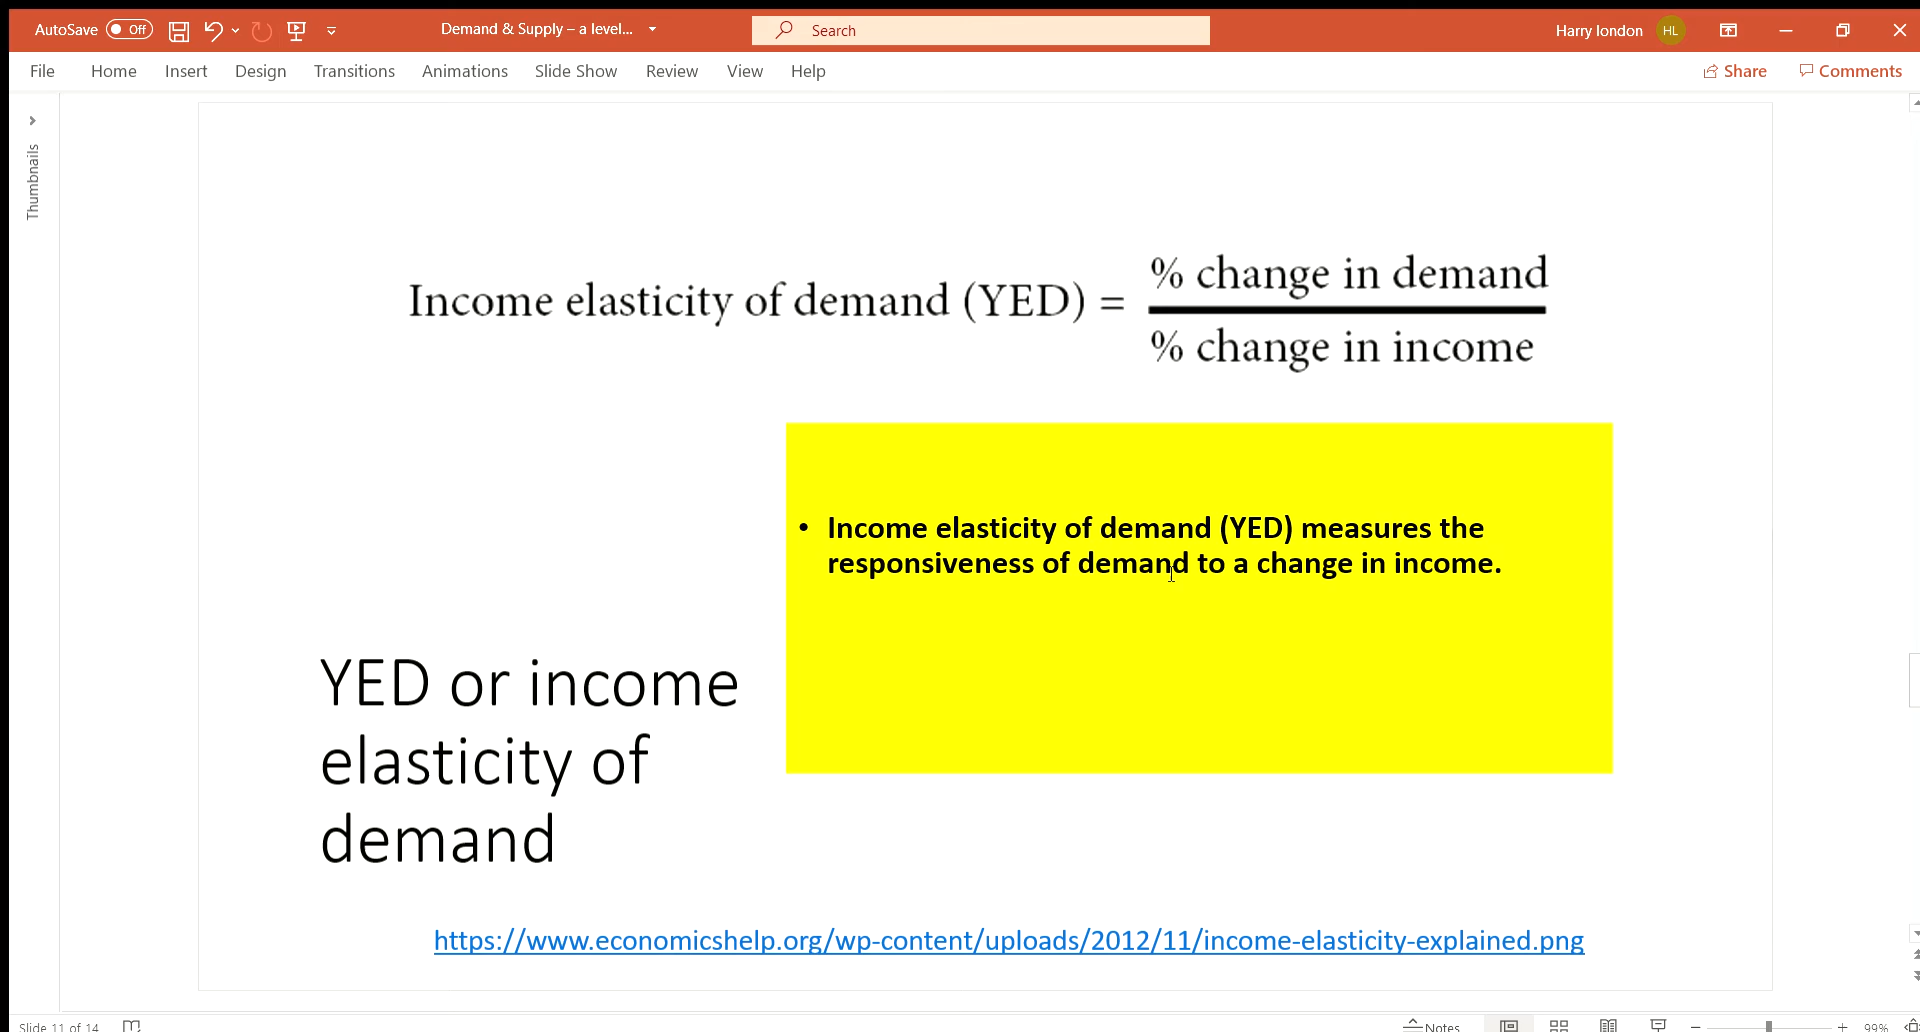 AutoSave Off Demand & Supply – a level... Search Harry london HL
File Home Insert Design Transitions Animations Slide Show Review View Help Share Comments
Thumbnails
% change in demand
Income elasticity of demand (YED) =
% change in income
• Income elasticity of demand (YED) measures the
responsiveness of demand to a change in income.
YED or income
elasticity of
demand
https://www.economicshelp.org/wp-content/uploads/2012/11/income-elasticity-explained.png
Slide 11 of 14 Notes 99%